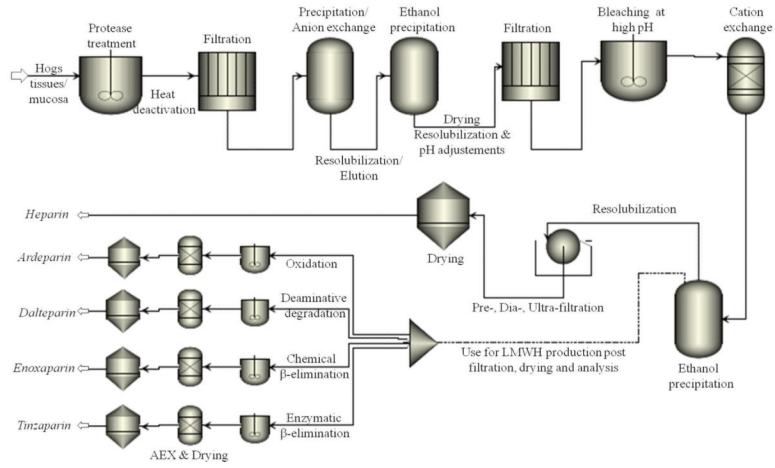 Protease
treatment
Hogs
tissues/
mucosa
Heat
deactivation
Filtration
Precipitation/
Anion exchange
Resolubilization/
Elution
Ethanol
precipitation
Drying
Resolubilization &
pH adjustements
Filtration
Bleaching at
high pH
Cation
exchange
Heparin
Drying
Resolubilization
Pre-, Dia-, Ultra-filtration
Ethanol
precipitation
Use for LMWH production post
filtration, drying and analysis
Ardeparin
Oxidation
Dalteparin
Deaminative
degradation
Enoxaparin
Chemical
β-elimination
Tinzaparin
Enzymatic
β-elimination
AEX & Drying